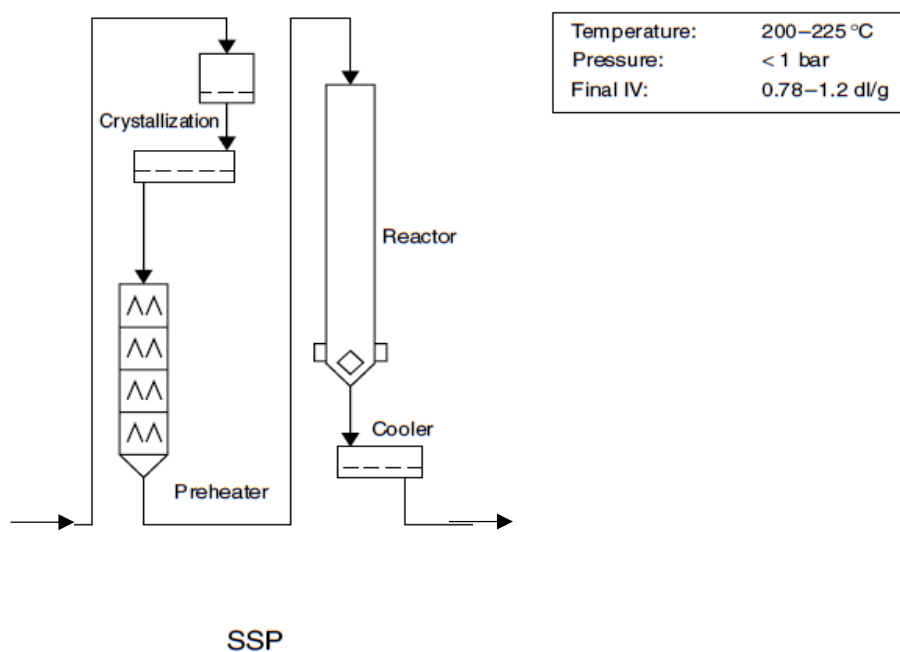 Temperature: 200–225 °C
Pressure: < 1 bar
Final IV: 0.78–1.2 dl/g
Crystallization
Reactor
Cooler
Preheater
SSP